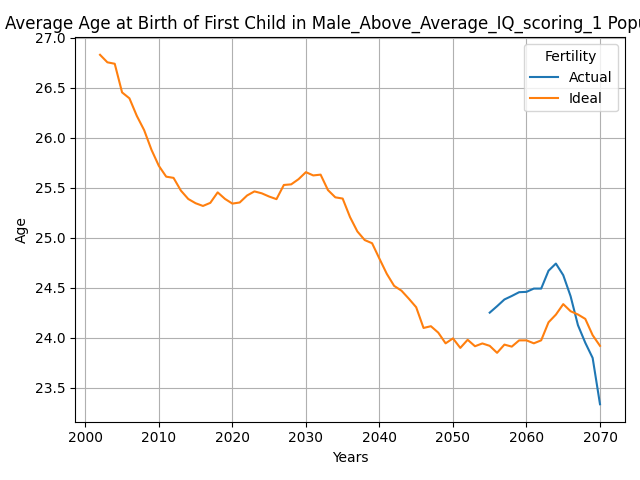 Average Age at Birth of First Child in Male_Above_Average_IQ_scoring_1 Popu
27.0
26.5
26.0
25.5
25.0
24.5
24.0
23.5
Age
Fertility
Actual
Ideal
2000 2010 2020 2030 2040 2050 2060 2070
Years